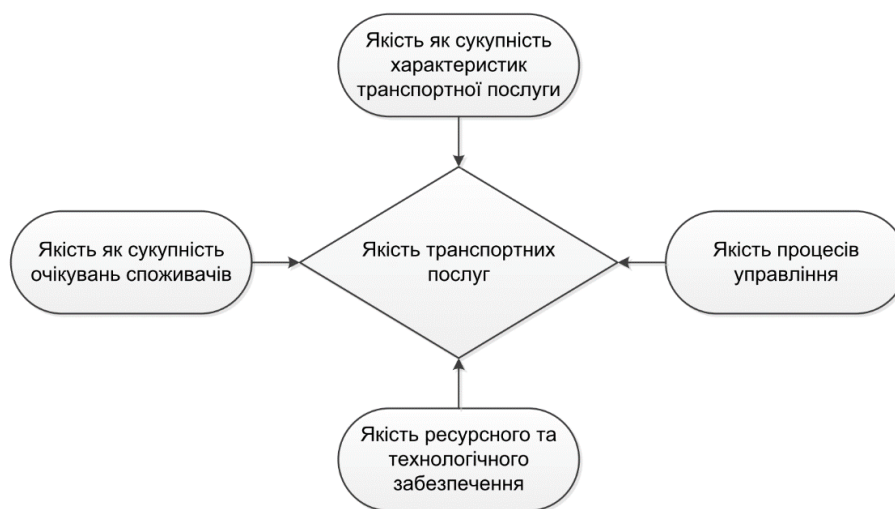 Якість як сукупність
характеристик
транспортної послуги
Якість як сукупність
очікувань споживачів
Якість транспортних
послуг
Якість процесів
управління
Якість ресурсного та
технологічного
забезпечення